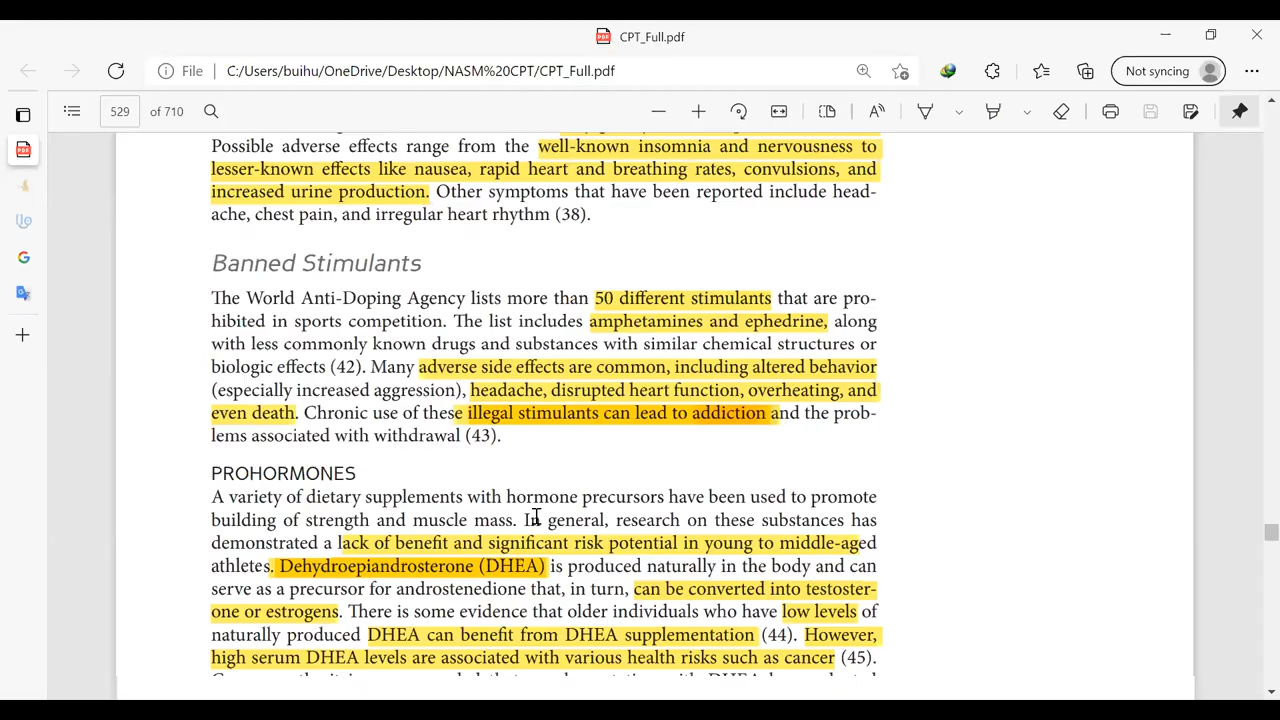 CPT_Full.pdf
File
C:/Users/buihu/OneDrive/Desktop/NASM%20CPT/CPT_Full.pdf
Not syncing
529 of 710
Possible adverse effects range from the well-known insomnia and nervousness to
lesser-known effects like nausea, rapid heart and breathing rates, convulsions, and
increased urine production. Other symptoms that have been reported include head-
ache, chest pain, and irregular heart rhythm (38).
Banned Stimulants
The World Anti-Doping Agency lists more than 50 different stimulants that are pro-
hibited in sports competition. The list includes amphetamines and ephedrine, along
with less commonly known drugs and substances with similar chemical structures or
biologic effects (42). Many adverse side effects are common, including altered behavior
(especially increased aggression), headache, disrupted heart function, overheating, and
even death. Chronic use of these illegal stimulants can lead to addiction and the prob-
lems associated with withdrawal (43).
PROHORMONES
A variety of dietary supplements with hormone precursors have been used to promote
building of strength and muscle mass. In general, research on these substances has
demonstrated a lack of benefit and significant risk potential in young to middle-aged
athletes. Dehydroepiandrosterone (DHEA) is produced naturally in the body and can
serve as a precursor for androstenedione that, in turn, can be converted into testoster-
one or estrogens. There is some evidence that older individuals who have low levels of
naturally produced DHEA can benefit from DHEA supplementation (44). However,
high serum DHEA levels are associated with various health risks such as cancer (45).